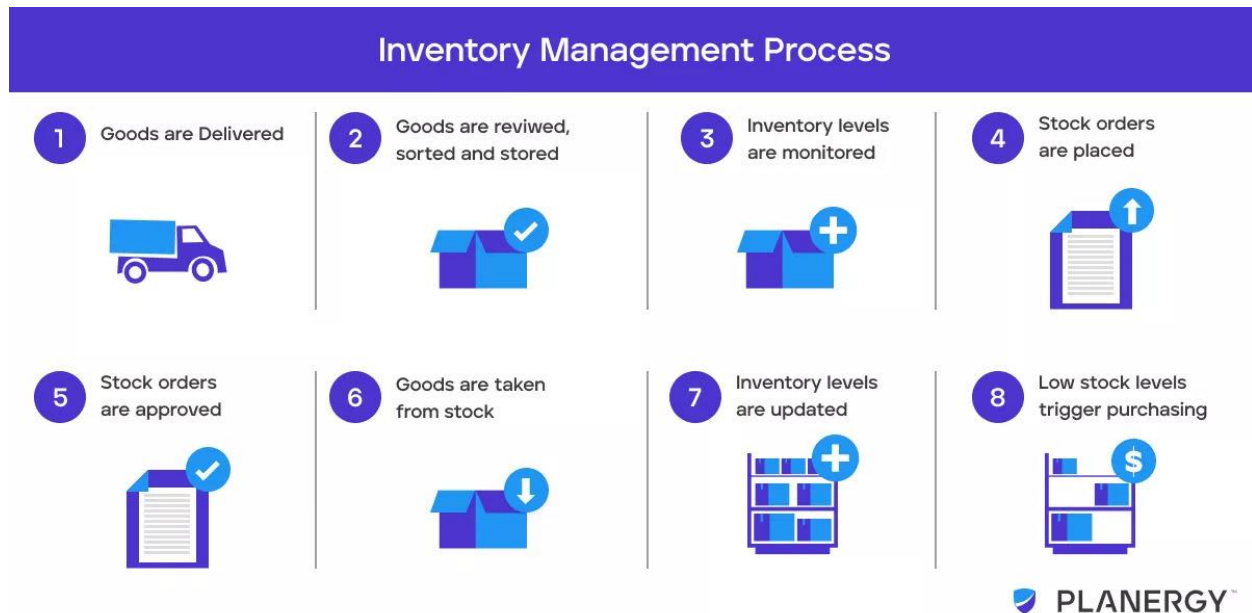 Inventory Management Process
1
Goods are Delivered
2
Goods are reviwed,
sorted and stored
3
Inventory levels
are monitored
4
Stock orders
are placed
5
Stock orders
are approved
6
Goods are taken
from stock
7
Inventory levels
are updated
8
Low stock levels
trigger purchasing
$
PLANERGY™